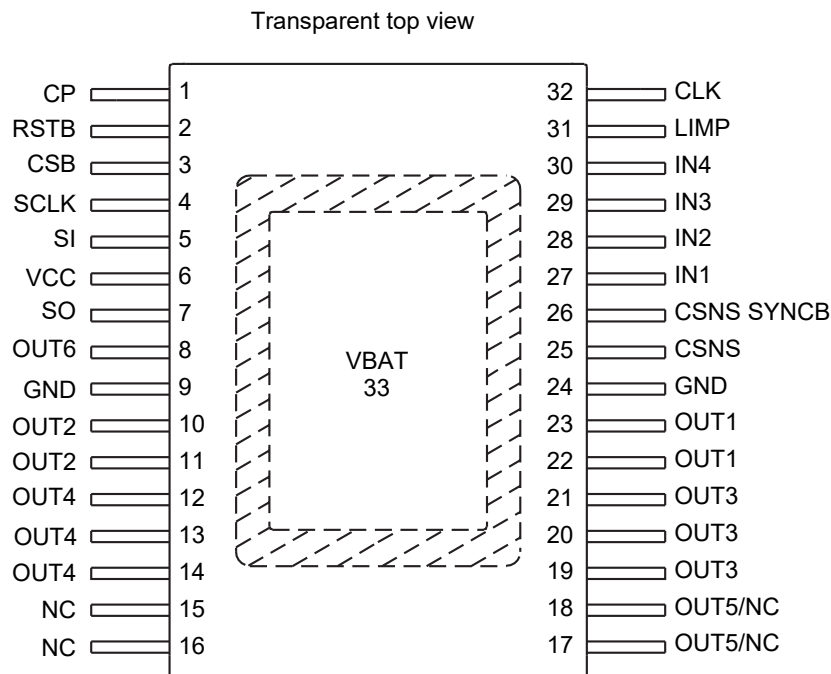 Transparent top view
CP 1 32 CLK
RSTB 2 31 LIMP
CSB 3 30 IN4
SCLK 4 29 IN3
SI 5 28 IN2
VCC 6 27 IN1
SO 7 26 CSNS SYNCB
OUT6 8 25 CSNS
VBAT
GND 9 33 24 GND
OUT2 10 23 OUT1
OUT2 11 22 OUT1
OUT4 12 21 OUT3
OUT4 13 20 OUT3
OUT4 14 19 OUT3
NC 15 18 OUT5/NC
NC 16 17 OUT5/NC